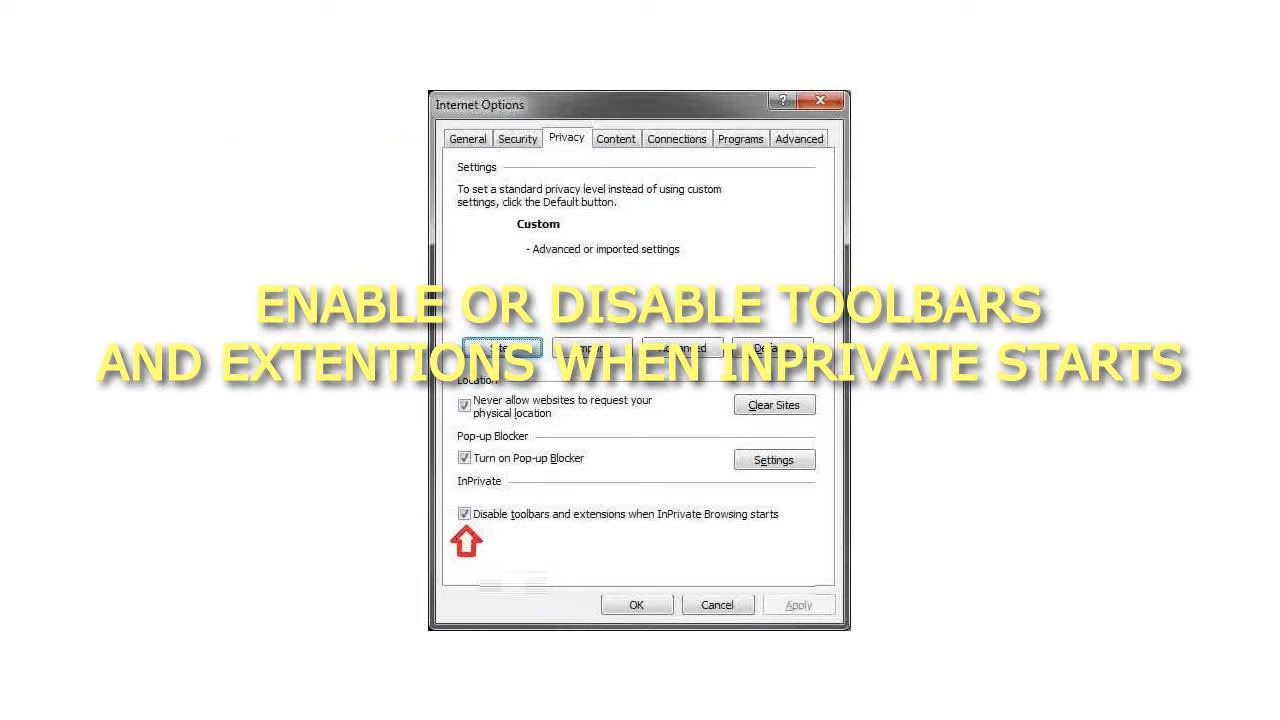 Internet Options
?
General Security Privacy Content Connections Programs Advanced
Settings
To set a standard privacy level instead of using custom
settings, click the Default button.
Custom
- Advanced or imported settings
ENABLE OR DISABLE TOOLBARS
AND EXTENTIONS WHEN INPRIVATE STARTS
Location
Never allow websites to request your
physical location
Clear Sites
Pop-up Blocker
Turn on Pop-up Blocker
Settings
InPrivate
Disable toolbars and extensions when InPrivate Browsing starts
OK Cancel Apply